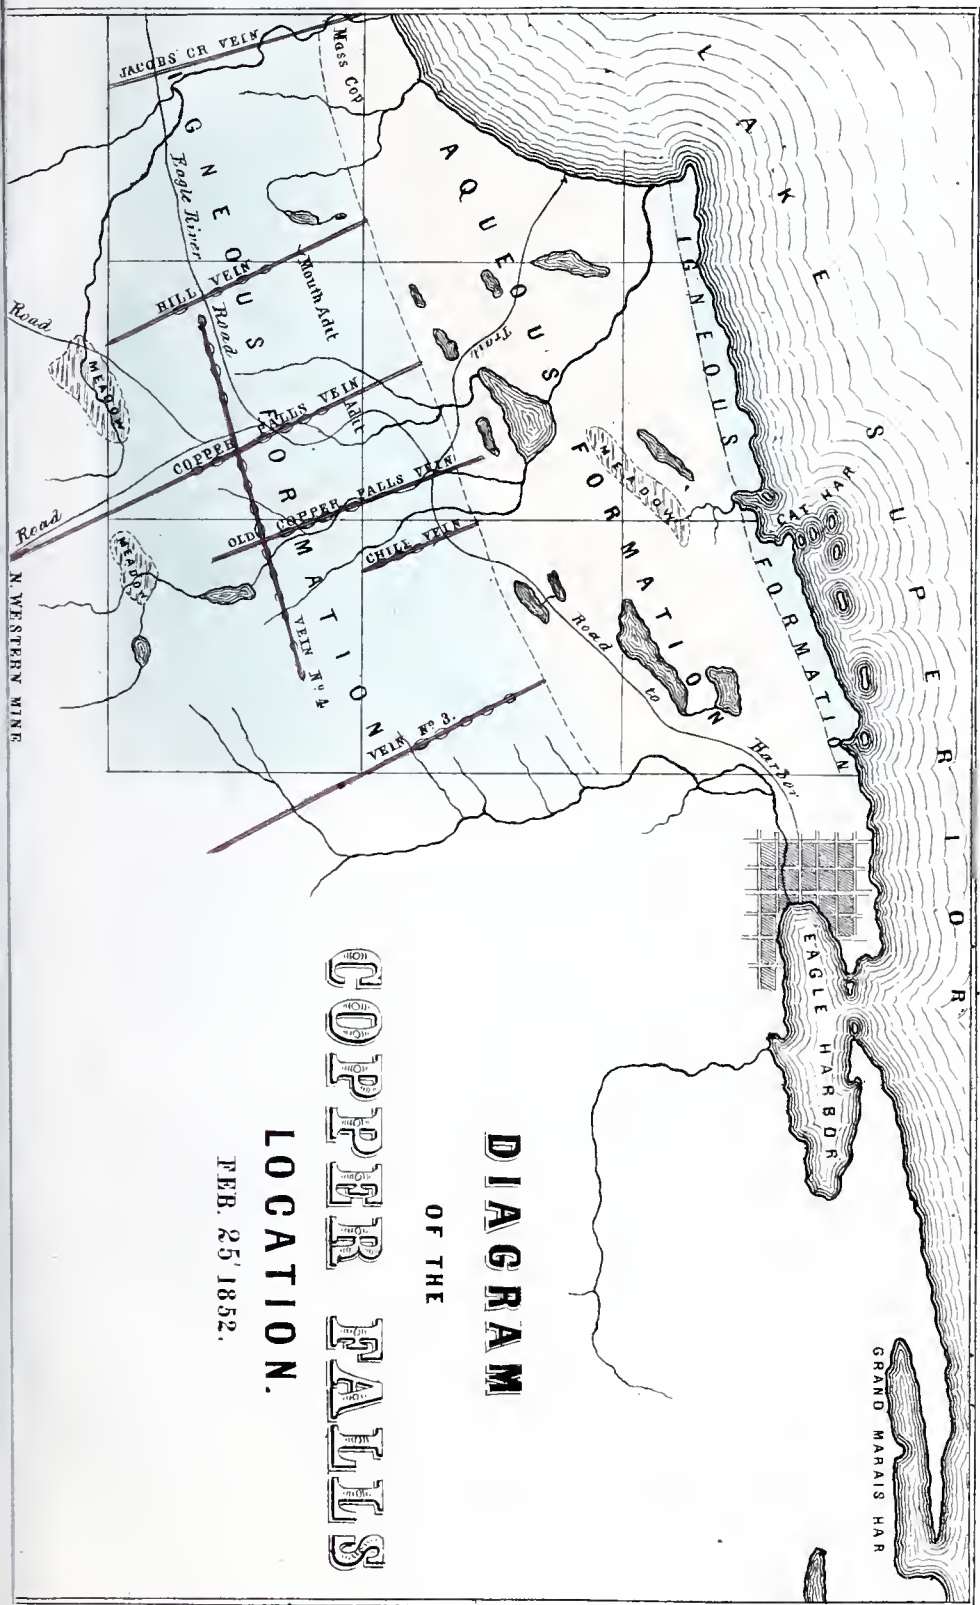 DIAGRAM
OF THE
COPPER FALLS
LOCATION.
FEB. 25' 1852.
LAKE SUPERIOR
GRAND MARAIS HAR
EAGLE HARBOR
CAT HAR
IGNEOUS FORMATION
AQUEOUS FORMATION
GNEOUS FORMATION
MEADOW
Road to Harbor
Trail
Mass Cop
JACOBS' CR VEIN
Eagle River Road
HILL VEIN
Mouth Adit
COPPER FALLS VEIN
Adit
OLD COPPER FALLS VEIN
CHILI VEIN
VEIN No 4
VEIN No 3.
MEADOW
MEADOW
Road
Road
N. WESTERN MINE